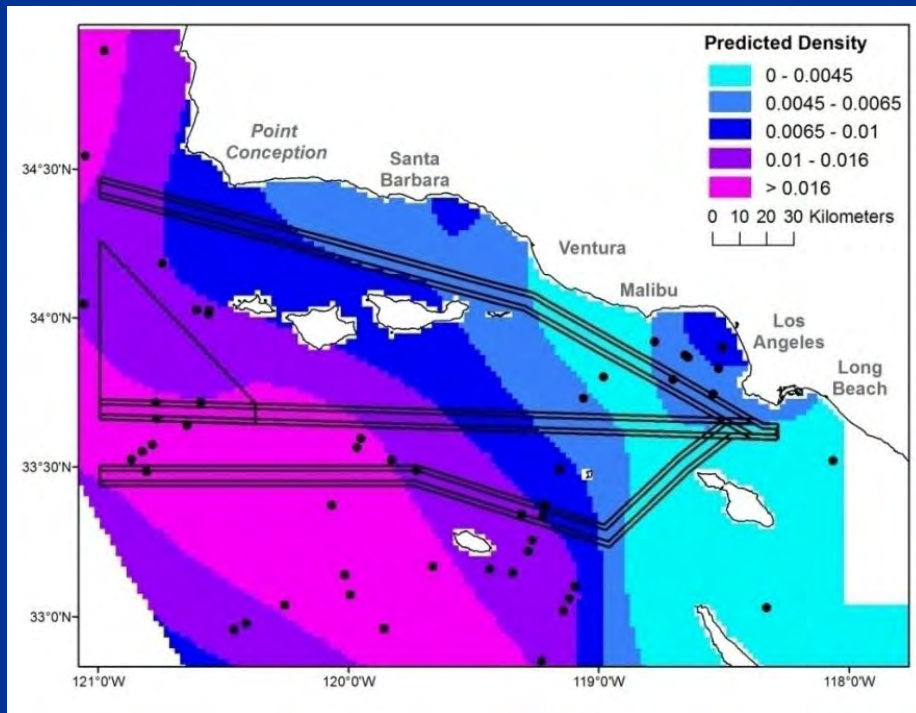 Predicted Density
0 - 0.0045
0.0045 - 0.0065
0.0065 - 0.01
0.01 - 0.016
> 0.016
0 10 20 30 Kilometers
Point
Conception
Santa
Barbara
Ventura
Malibu
Los
Angeles
Long
Beach
34°30'N
34°0'N
33°30'N
33°0'N
121°0'W
120°0'W
119°0'W
118°0'W